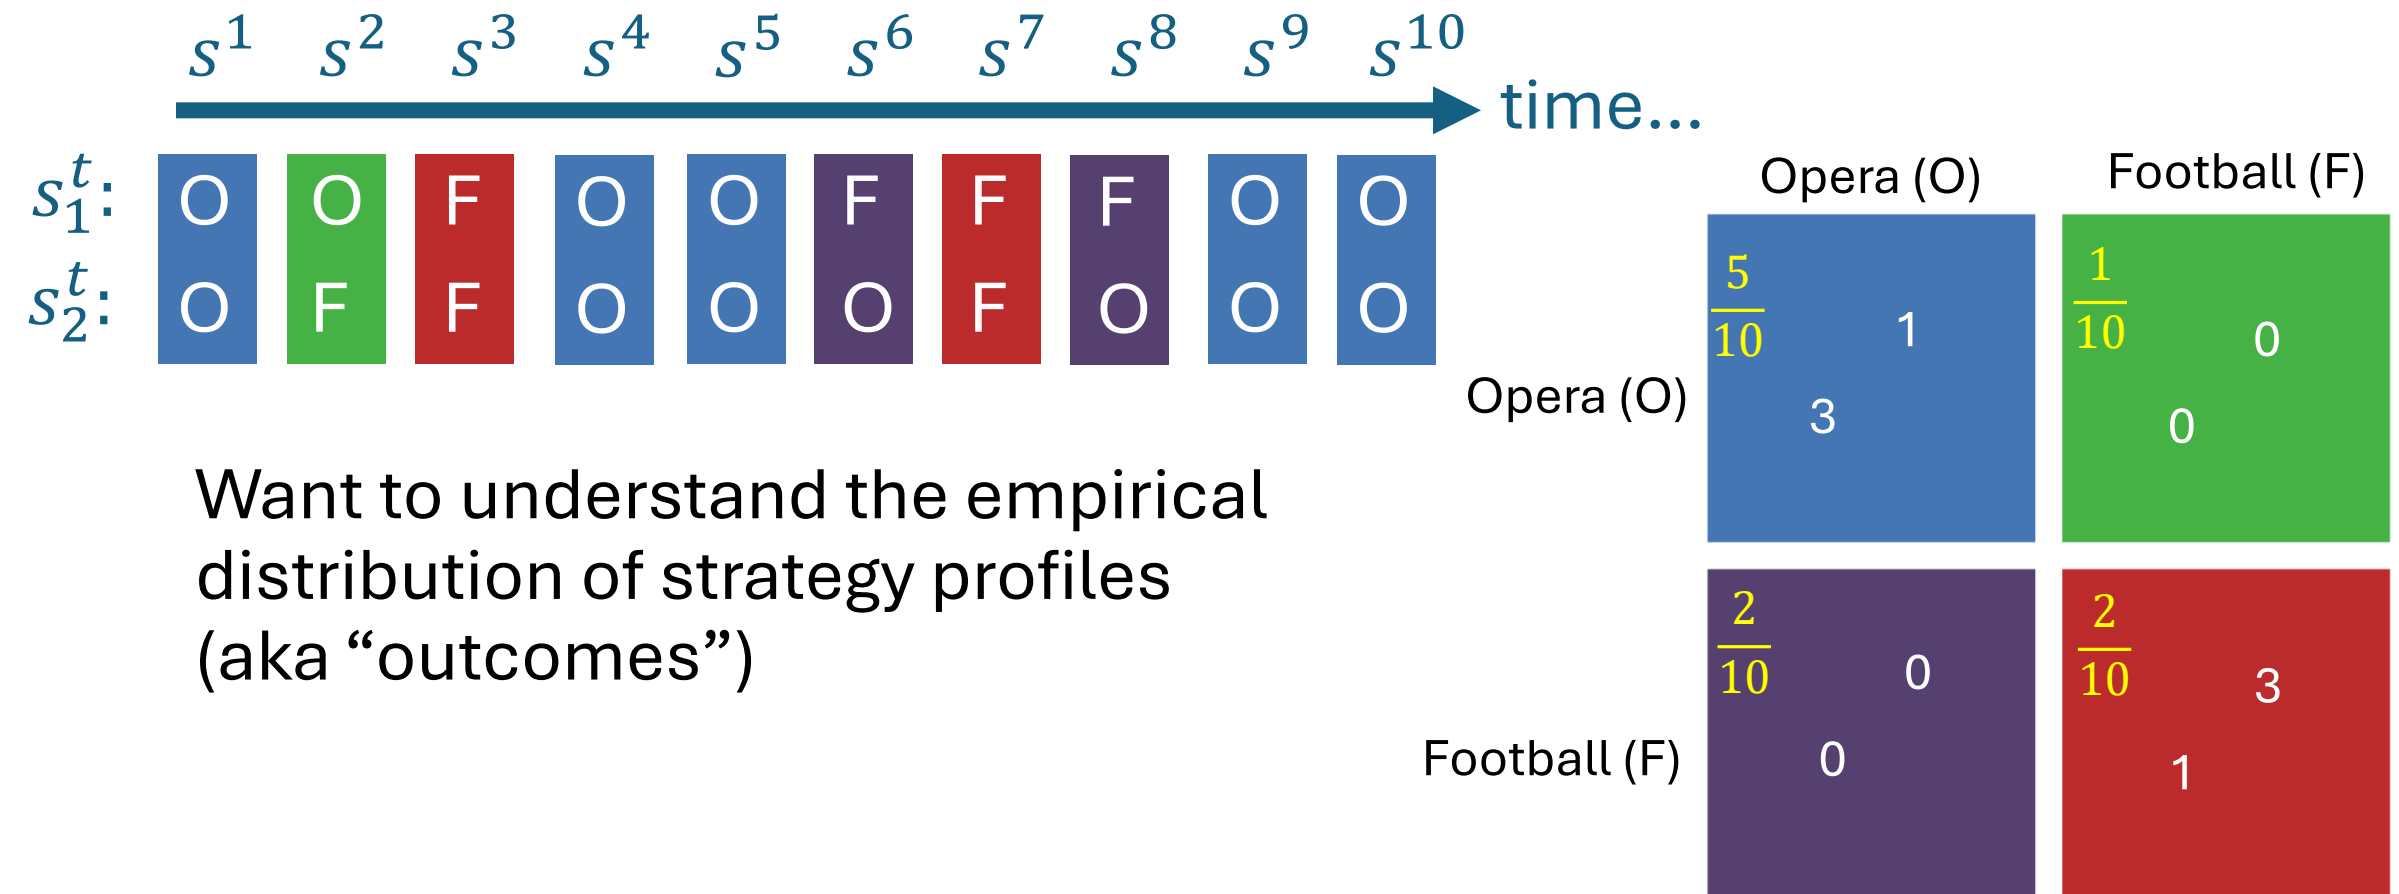 s¹ s² s³ s⁴ s⁵ s⁶ s⁷ s⁸ s⁹ s¹⁰
time...
s₁ᵗ: O O F O O F F F O O
s₂ᵗ: O F F O O O F O O O
Want to understand the empirical
distribution of strategy profiles
(aka “outcomes”)
Opera (O) Football (F)
Opera (O)
5/10 1
3
1/10 0
0
Football (F)
2/10 0
0
2/10 3
1